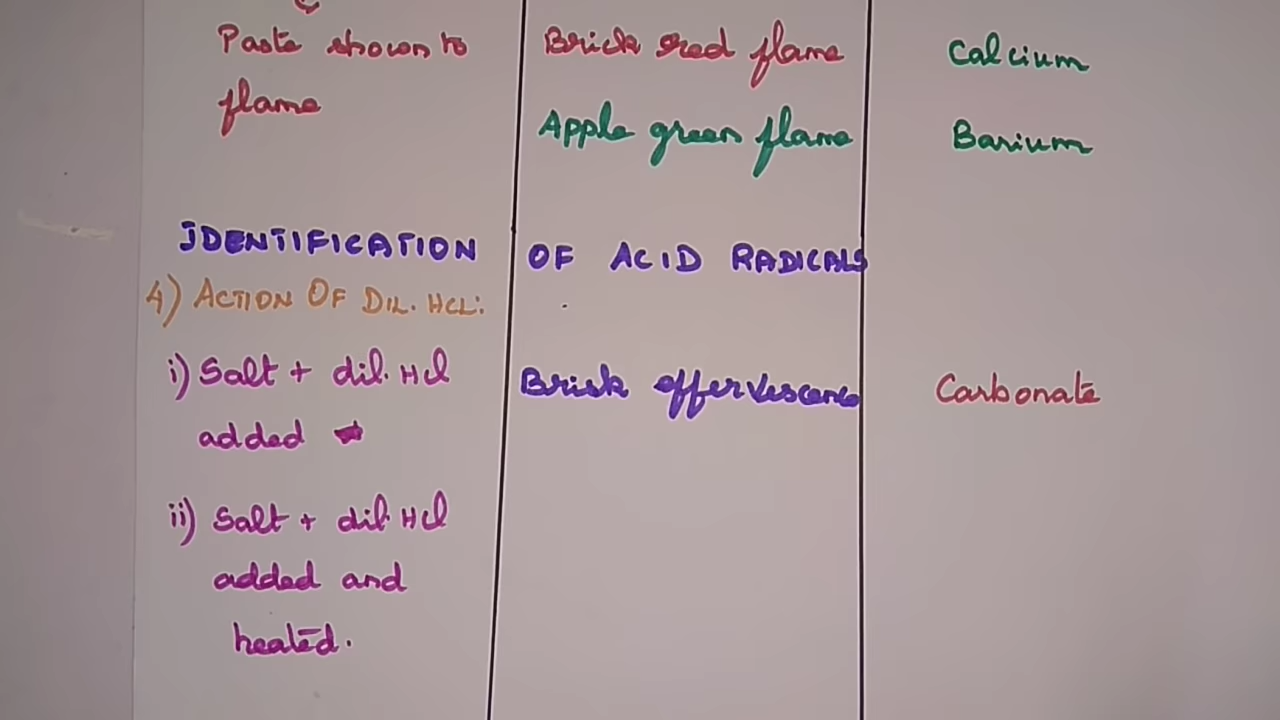 Paste shown to
flame
Brick red flame
Calcium
Apple green flame
Barium
IDENTIFICATION OF ACID RADICALS
4) ACTION OF DIL. HCL:
i) Salt + dil. Hcl
added
Brisk effervescence
Carbonate
ii) Salt + dil. Hcl
added and
heated.